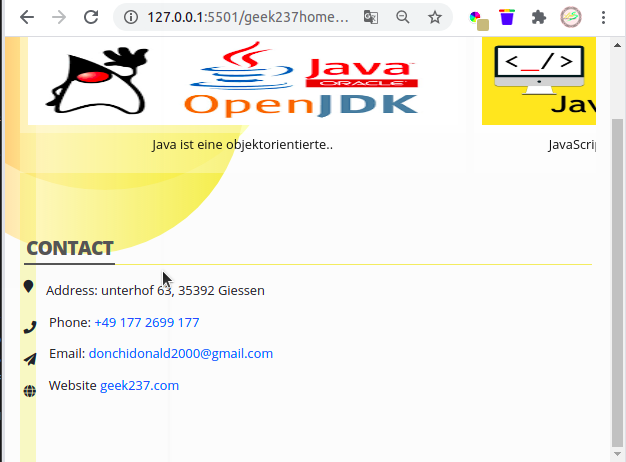 127.0.0.1:5501/geek237home...
Java
ORACLE
OpenJDK
<_/>
Jav
Java ist eine objektorientierte..
JavaScrip
CONTACT
Address: unterhof 63, 35392 Giessen
Phone: +49 177 2699 177
Email: donchidonald2000@gmail.com
Website geek237.com